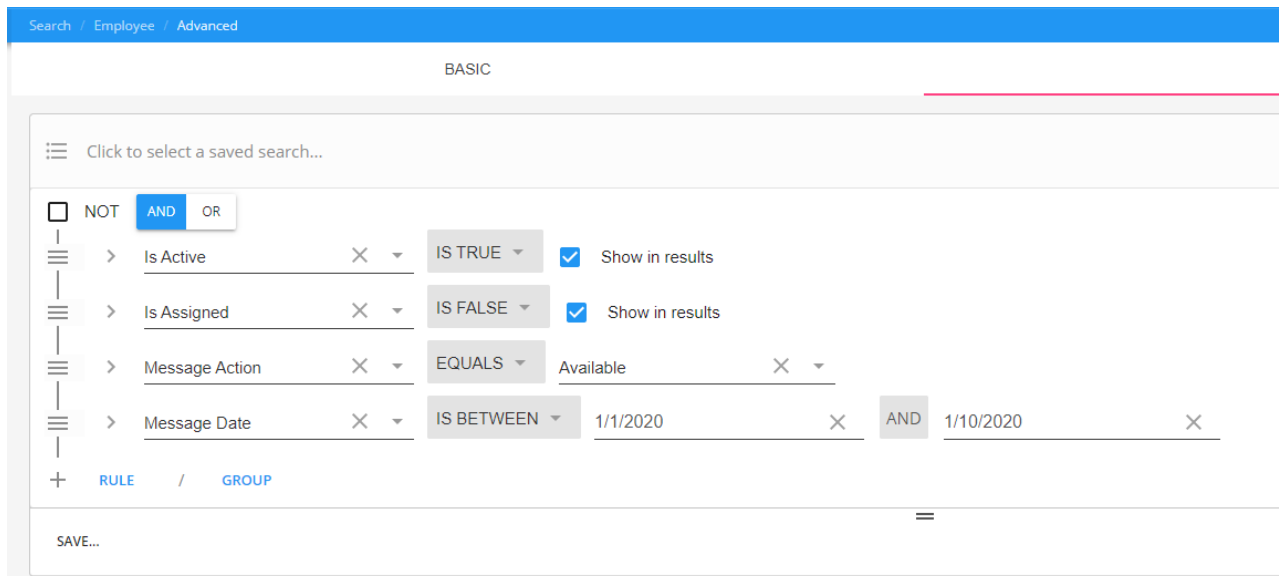 Search / Employee / Advanced
BASIC
Click to select a saved search...
NOT AND OR
Is Active IS TRUE Show in results
Is Assigned IS FALSE Show in results
Message Action EQUALS Available
Message Date IS BETWEEN 1/1/2020 AND 1/10/2020
+ RULE / GROUP
SAVE...